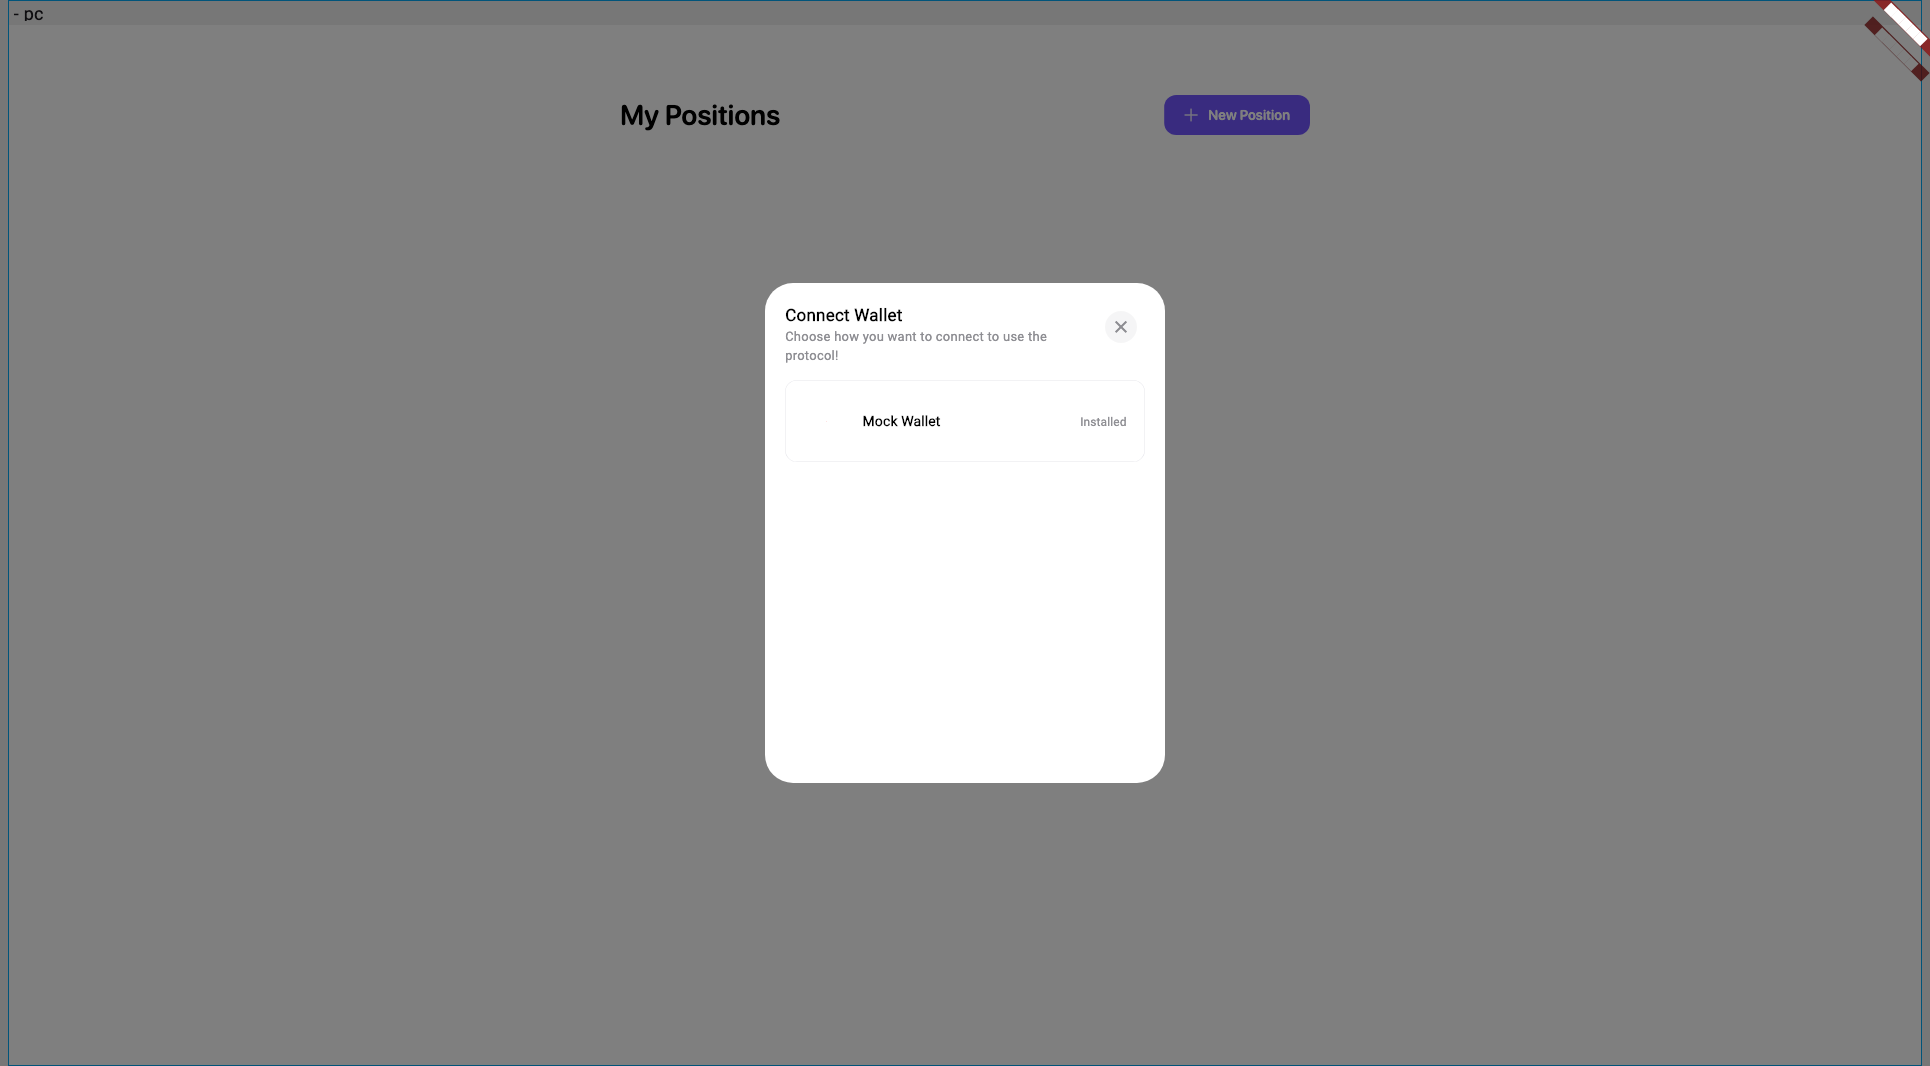 - pc
My Positions
New Position
Connect Wallet
Choose how you want to connect to use the
protocol!
Mock Wallet
Installed